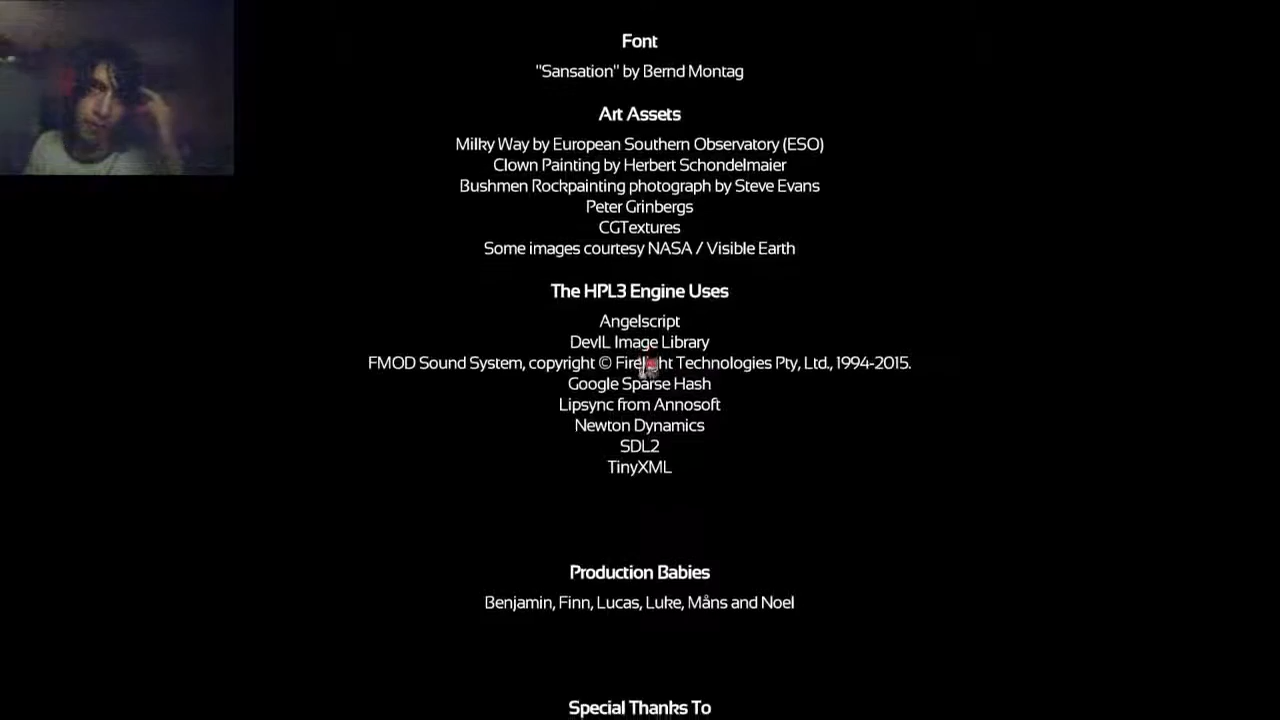 Font
"Sansation" by Bernd Montag
Art Assets
Milky Way by European Southern Observatory (ESO)
Clown Painting by Herbert Schondelmaier
Bushmen Rockpainting photograph by Steve Evans
Peter Grinbergs
CGTextures
Some images courtesy NASA / Visible Earth
The HPL3 Engine Uses
Angelscript
DevIL Image Library
FMOD Sound System, copyright © Firelight Technologies Pty, Ltd., 1994-2015.
Google Sparse Hash
Lipsync from Annosoft
Newton Dynamics
SDL2
TinyXML
Production Babies
Benjamin, Finn, Lucas, Luke, Måns and Noel
Special Thanks To